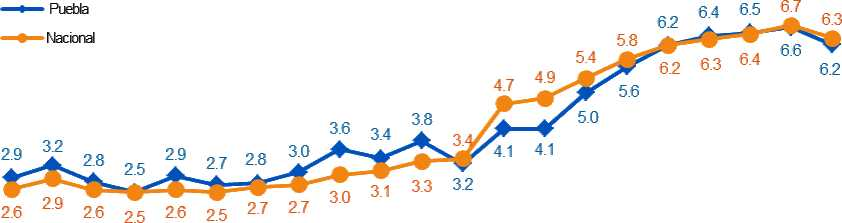 Puebla
Nacional
2.9 3.2 2.8 2.5 2.9 2.7 2.8 3.0 3.6 3.4 3.8 3.4 4.7 4.9 5.4 5.8 6.2 6.4 6.5 6.7 6.3
2.6 2.9 2.6 2.5 2.6 2.5 2.7 2.7 3.0 3.1 3.3 3.2 4.1 4.1 5.0 5.6 6.2 6.3 6.4 6.6 6.2